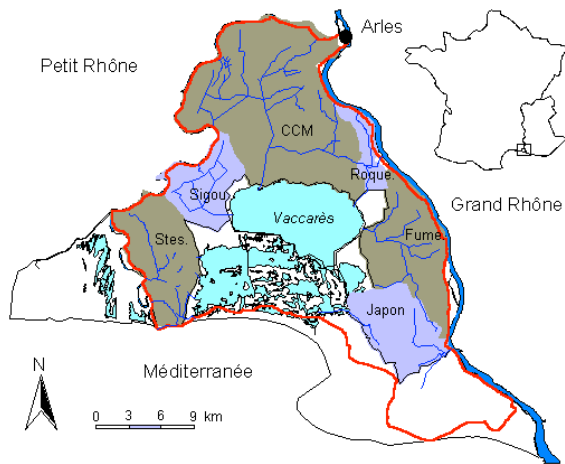 Arles
Petit Rhône
CCM
Roque.
Sigou
Grand Rhône
Vaccarès
Stes.
Fume.
Japon
Méditerranée
N
0 3 6 9 km